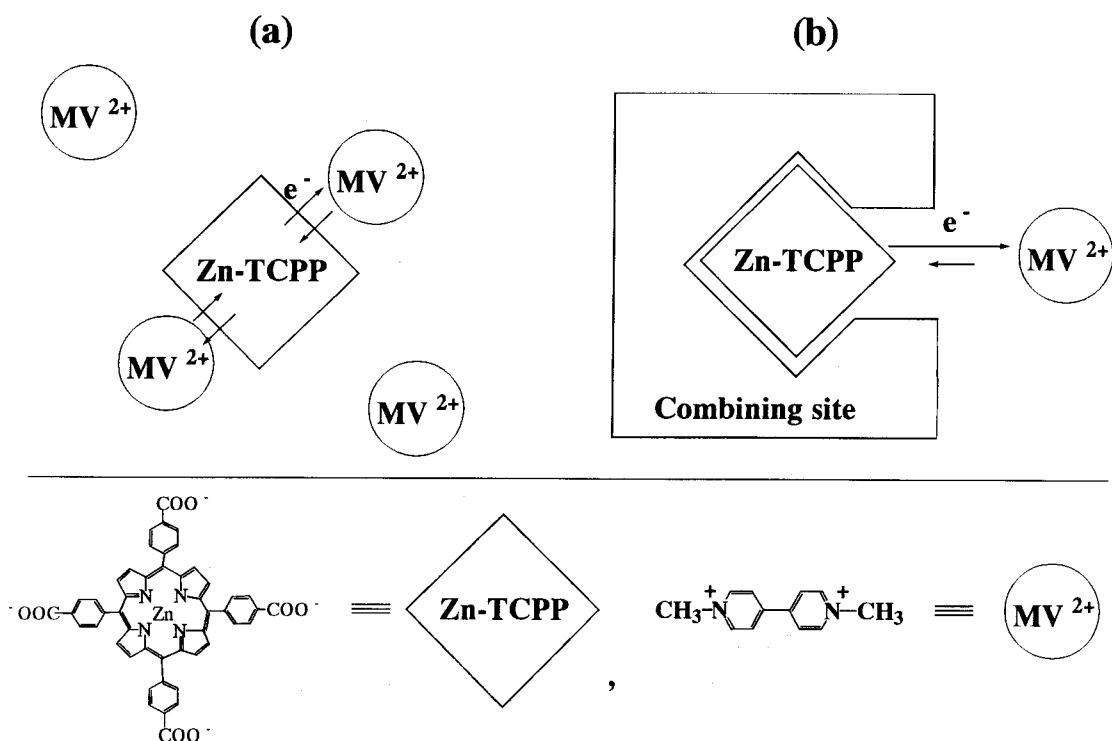 (a)
(b)
MV 2+
MV 2+
e -
Zn-TCPP
MV 2+
MV 2+
Zn-TCPP
e -
MV 2+
Combining site
COO -
- OOC
N N
Zn
N N
COO -
COO -
Zn-TCPP
,
+ +
CH3 N N CH3
MV 2+